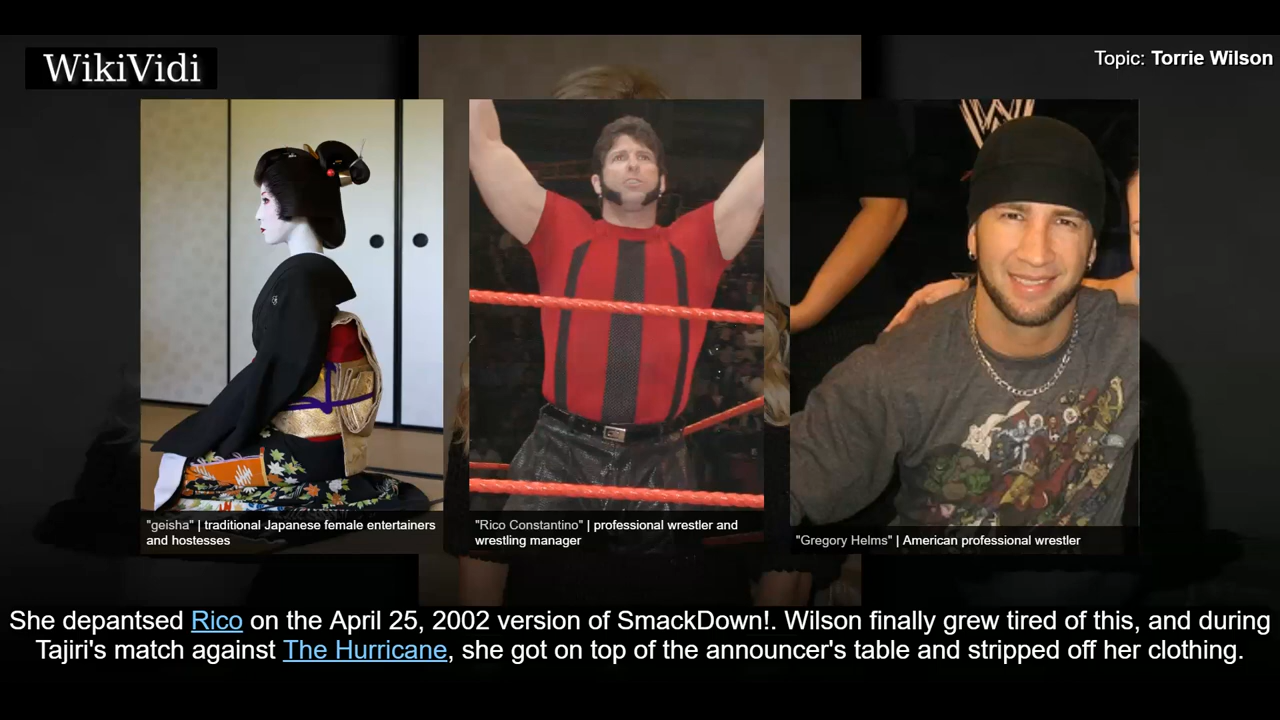 WikiVidi
Topic: Torrie Wilson
"geisha" | traditional Japanese female entertainers
and hostesses
"Rico Constantino" | professional wrestler and
wrestling manager
"Gregory Helms" | American professional wrestler
She depantsed Rico on the April 25, 2002 version of SmackDown!. Wilson finally grew tired of this, and during
Tajiri's match against The Hurricane, she got on top of the announcer's table and stripped off her clothing.